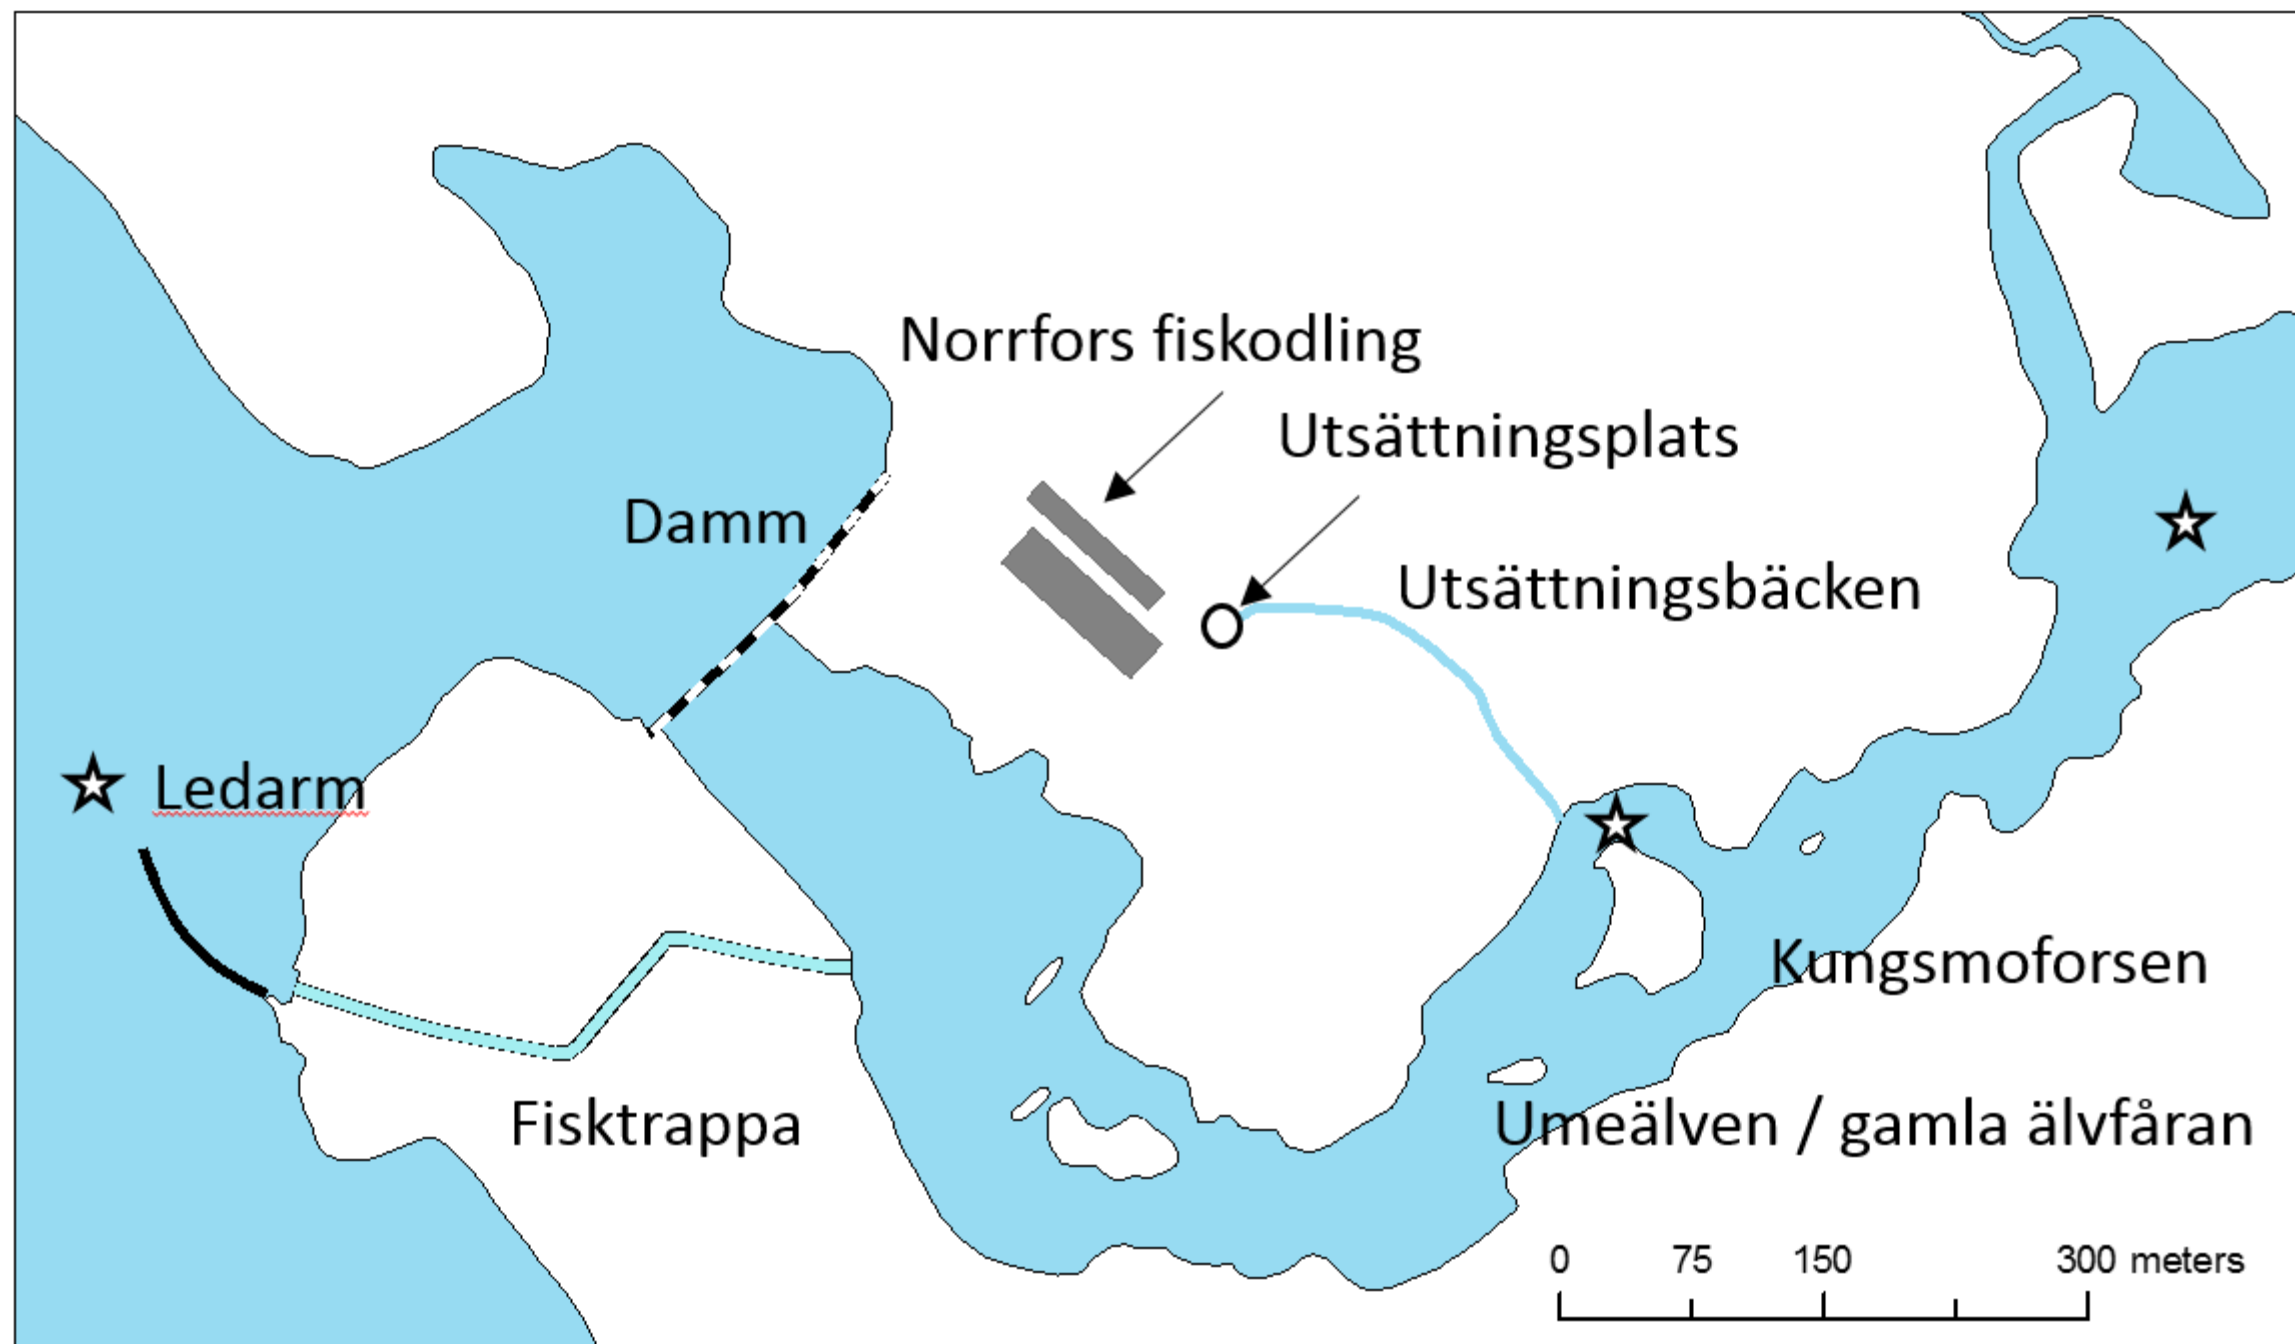 Norrfors fiskodling
Utsättningsplats
Damm
Utsättningsbäcken
Ledarm
Kungsmoforsen
Fisktrappa
Umeälven / gamla älvfåran
0 75 150 300 meters